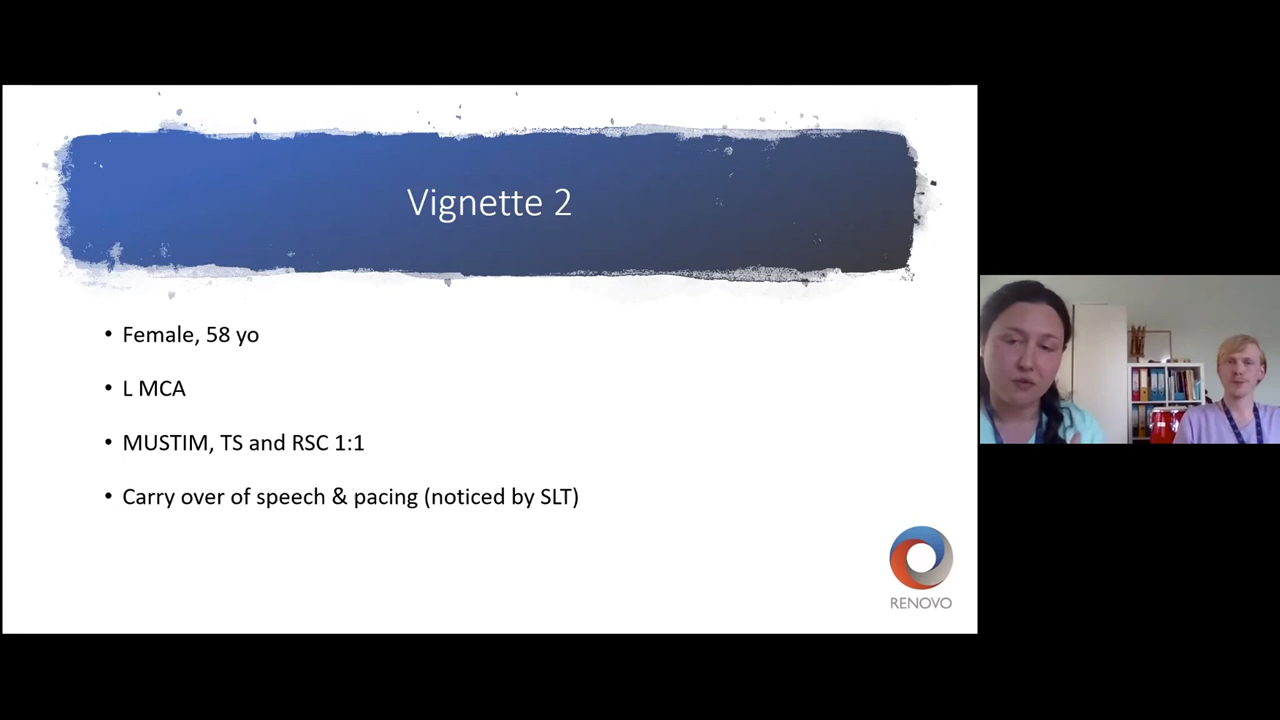 Vignette 2
• Female, 58 yo
• L MCA
• MUSTIM, TS and RSC 1:1
• Carry over of speech & pacing (noticed by SLT)
RENOVO